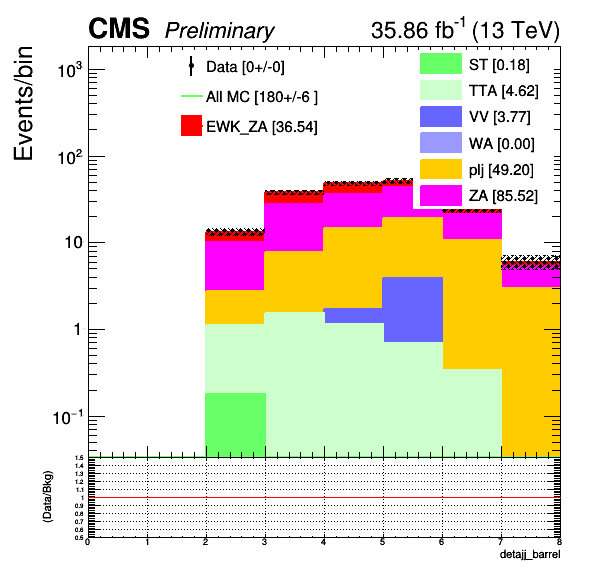 CMS Preliminary 35.86 fb⁻¹ (13 TeV)
Events/bin
10³
10²
10
1
10⁻¹
Data [0+/-0]
All MC [180+/-6 ]
EWK_ZA [36.54]
ST [0.18]
TTA [4.62]
VV [3.77]
WA [0.00]
plj [49.20]
ZA [85.52]
(Data/Bkg)
1.5
1.4
1.3
1.2
1.1
1
0.9
0.8
0.7
0.6
0.5
0 1 2 3 4 5 6 7 8
detajj_barrel